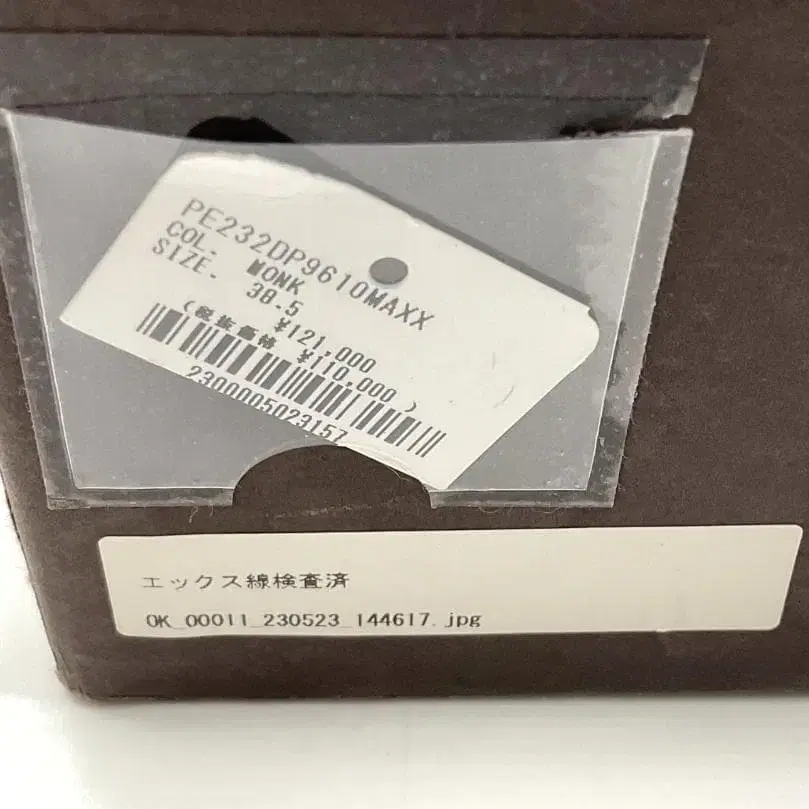 PE232DP9610MAXX
COL. MONK
SIZE. 38-5
¥121,000
(税抜価格 ¥110,000)
2300005023157
エックス線検査済
OK_00011_230523_144617.jpg